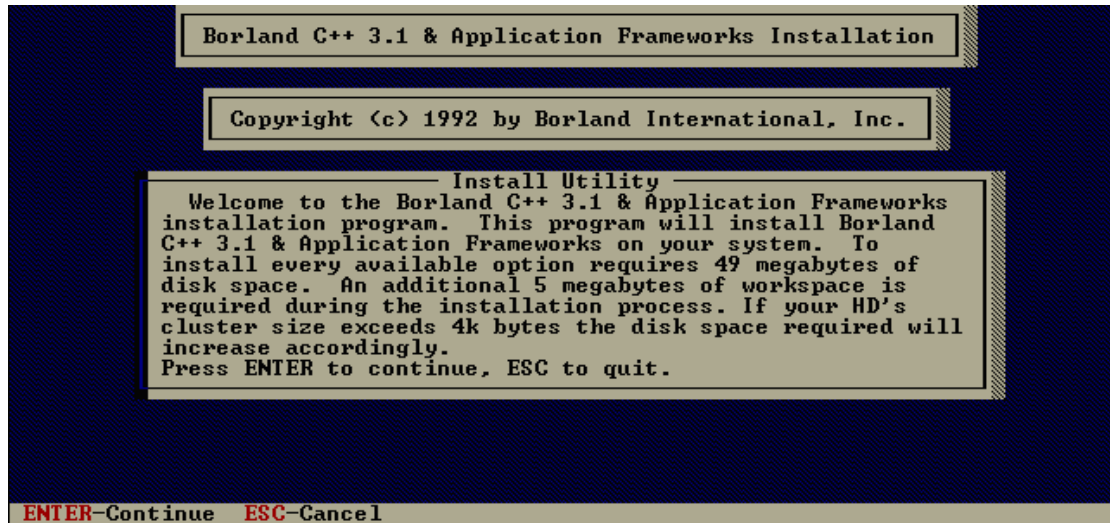 Borland C++ 3.1 & Application Frameworks Installation
Copyright (c) 1992 by Borland International, Inc.
Install Utility
Welcome to the Borland C++ 3.1 & Application Frameworks
installation program.  This program will install Borland
C++ 3.1 & Application Frameworks on your system.  To
install every available option requires 49 megabytes of
disk space.  An additional 5 megabytes of workspace is
required during the installation process. If your HD's
cluster size exceeds 4k bytes the disk space required will
increase accordingly.
Press ENTER to continue, ESC to quit.
ENTER-Continue  ESC-Cancel